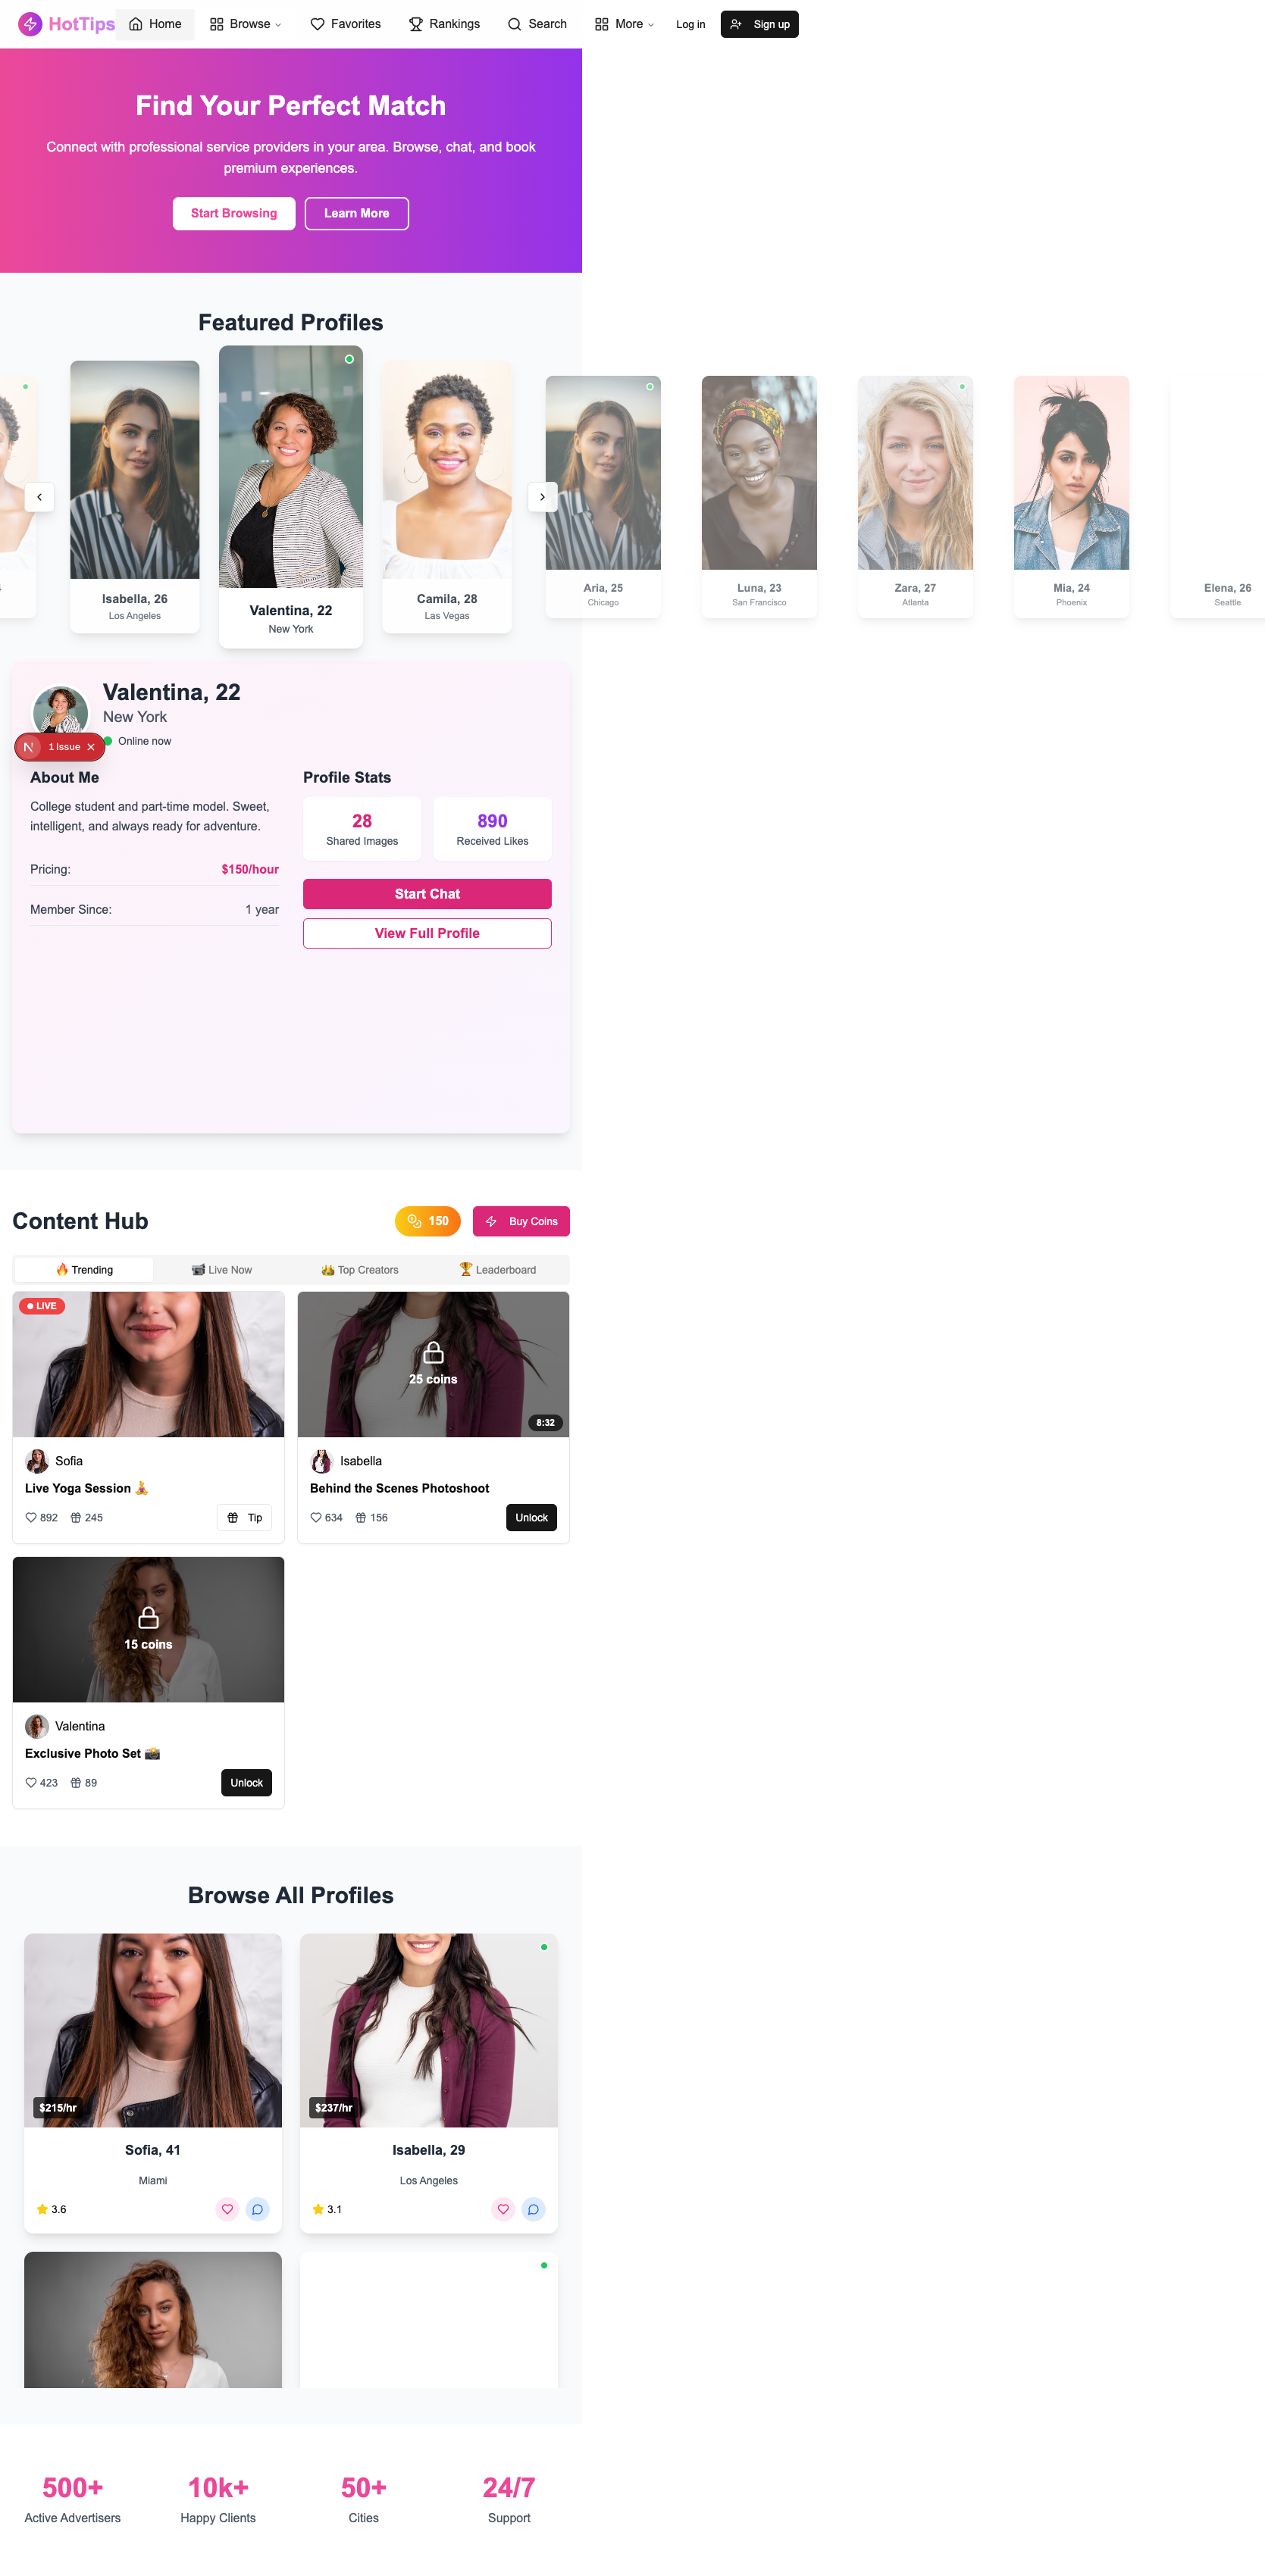 HotTips
Home
Browse
Favorites
Rankings
Search
More
Log in
Sign up
Find Your Perfect Match
Connect with professional service providers in your area. Browse, chat, and book
premium experiences.
Start Browsing
Learn More
Featured Profiles
Isabella, 26
Los Angeles
Valentina, 22
New York
Camila, 28
Las Vegas
Aria, 25
Chicago
Luna, 23
San Francisco
Zara, 27
Atlanta
Mia, 24
Phoenix
Elena, 26
Seattle
Valentina, 22
New York
Online now
1 Issue
About Me
College student and part-time model. Sweet,
intelligent, and always ready for adventure.
Pricing:
$150/hour
Member Since:
1 year
Profile Stats
28
Shared Images
890
Received Likes
Start Chat
View Full Profile
Content Hub
150
Buy Coins
🔥 Trending
📹 Live Now
👑 Top Creators
🏆 Leaderboard
LIVE
Sofia
Live Yoga Session 🧘
892
245
Tip
25 coins
8:32
Isabella
Behind the Scenes Photoshoot
634
156
Unlock
15 coins
Valentina
Exclusive Photo Set 📸
423
89
Unlock
Browse All Profiles
$215/hr
Sofia, 41
Miami
3.6
$237/hr
Isabella, 29
Los Angeles
3.1
500+
Active Advertisers
10k+
Happy Clients
50+
Cities
24/7
Support